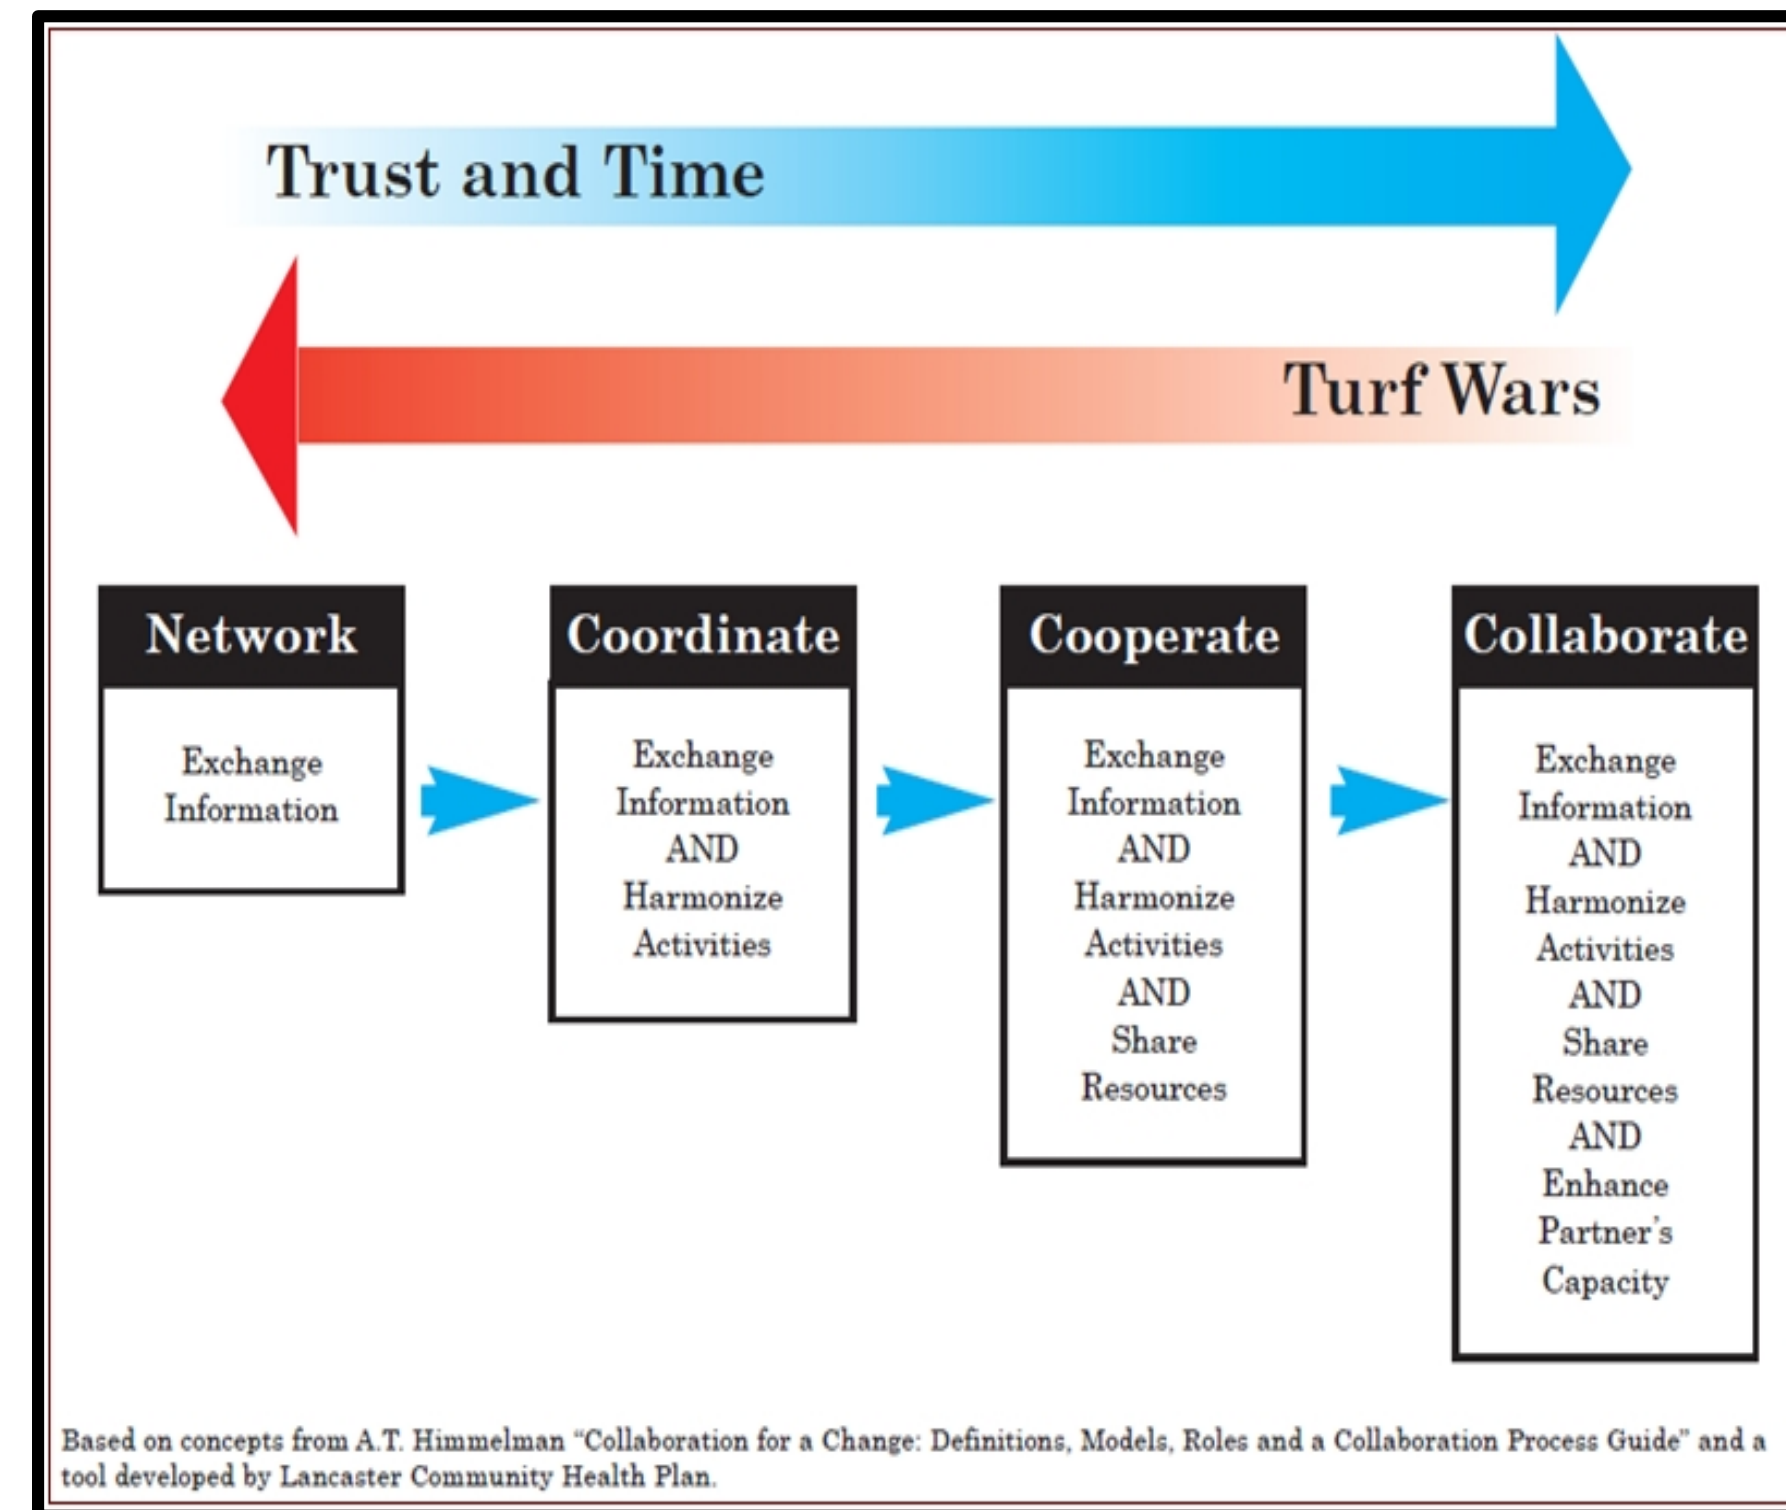 Trust and Time
Turf Wars
Network
Exchange
Information
Coordinate
Exchange
Information
AND
Harmonize
Activities
Cooperate
Exchange
Information
AND
Harmonize
Activities
AND
Share
Resources
Collaborate
Exchange
Information
AND
Harmonize
Activities
AND
Share
Resources
AND
Enhance
Partner's
Capacity
Based on concepts from A.T. Himmelman “Collaboration for a Change: Definitions, Models, Roles and a Collaboration Process Guide” and a
tool developed by Lancaster Community Health Plan.